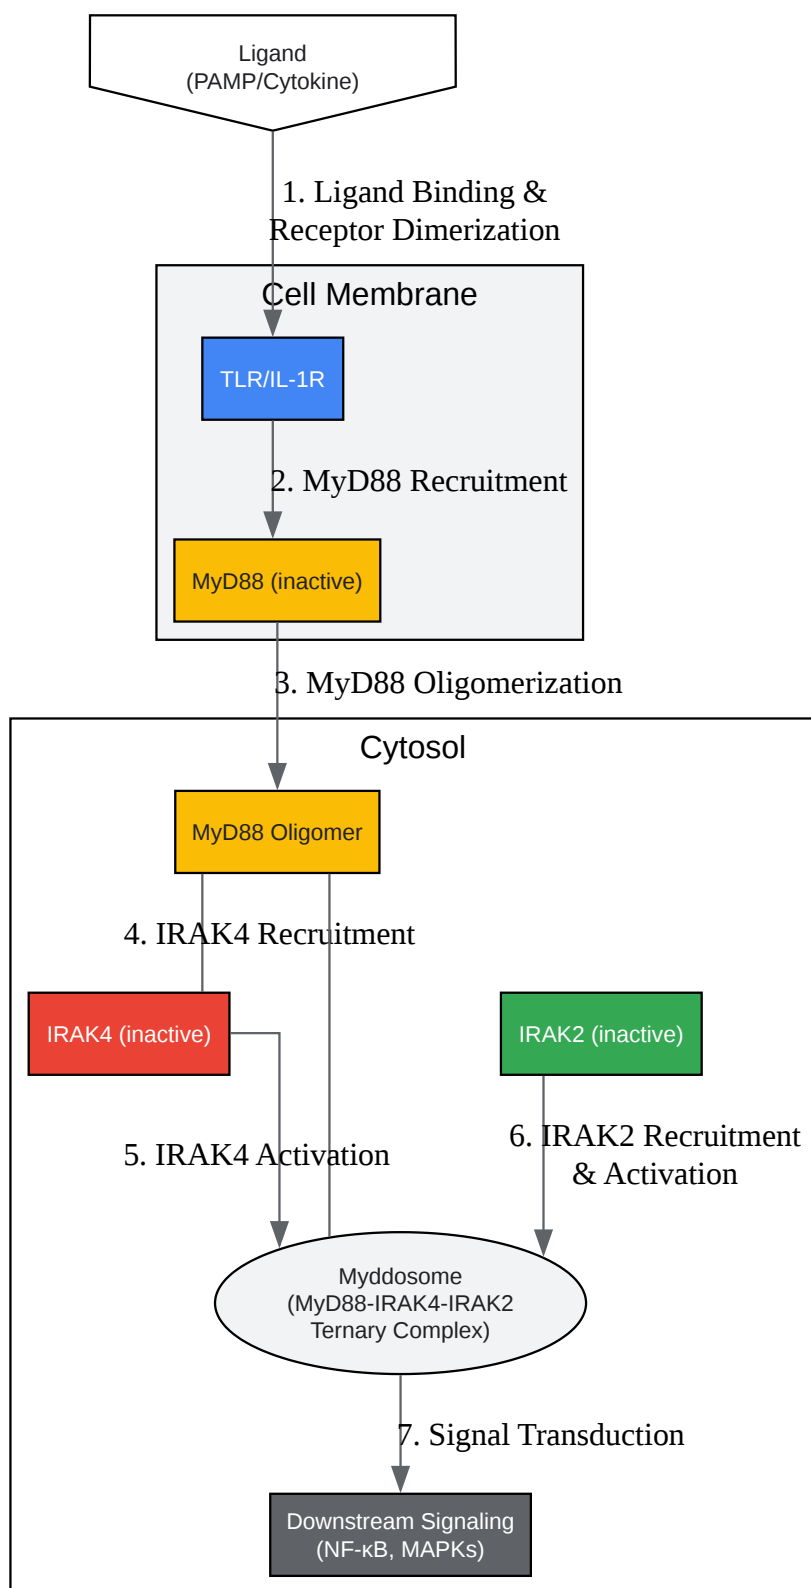 Ligand
(PAMP/Cytokine)
1. Ligand Binding &
Receptor Dimerization
Cell Membrane
TLR/IL-1R
2. MyD88 Recruitment
MyD88 (inactive)
3. MyD88 Oligomerization
Cytosol
MyD88 Oligomer
4. IRAK4 Recruitment
IRAK4 (inactive)
IRAK2 (inactive)
5. IRAK4 Activation
6. IRAK2 Recruitment
& Activation
Myddosome
(MyD88-IRAK4-IRAK2
Ternary Complex)
7. Signal Transduction
Downstream Signaling
(NF-κB, MAPKs)